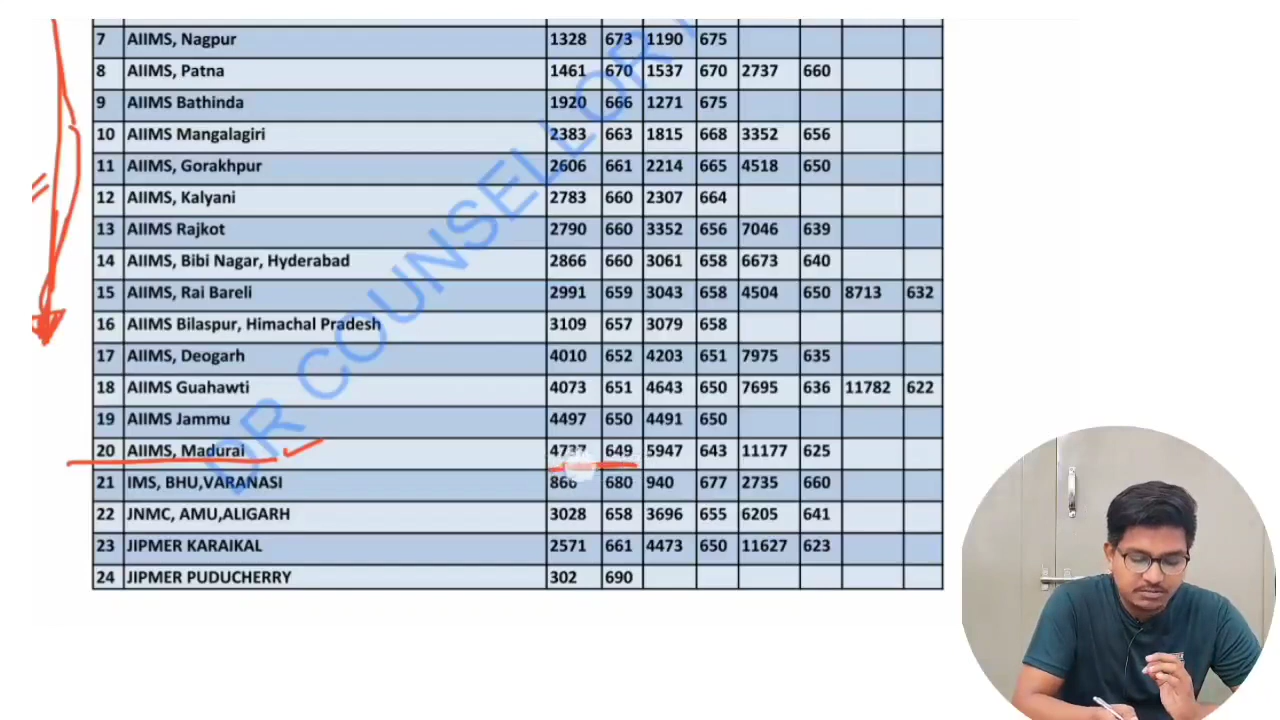 7 AIIMS, Nagpur 1328 673 1190 675
8 AIIMS, Patna 1461 670 1537 670 2737 660
9 AIIMS Bathinda 1920 666 1271 675
10 AIIMS Mangalagiri 2383 663 1815 668 3352 656
11 AIIMS, Gorakhpur 2606 661 2214 665 4518 650
12 AIIMS, Kalyani 2783 660 2307 664
13 AIIMS Rajkot 2790 660 3352 656 7046 639
14 AIIMS, Bibi Nagar, Hyderabad 2866 660 3061 658 6673 640
15 AIIMS, Rai Bareli 2991 659 3043 658 4504 650 8713 632
16 AIIMS Bilaspur, Himachal Pradesh 3109 657 3079 658
17 AIIMS, Deogarh 4010 652 4203 651 7975 635
18 AIIMS Guahawti 4073 651 4643 650 7695 636 11782 622
19 AIIMS Jammu 4497 650 4491 650
20 AIIMS, Madurai 4737 649 5947 643 11177 625
21 IMS, BHU,VARANASI 866 680 940 677 2735 660
22 JNMC, AMU,ALIGARH 3028 658 3696 655 6205 641
23 JIPMER KARAIKAL 2571 661 4473 650 11627 623
24 JIPMER PUDUCHERRY 302 690
DR COUNSELLOR